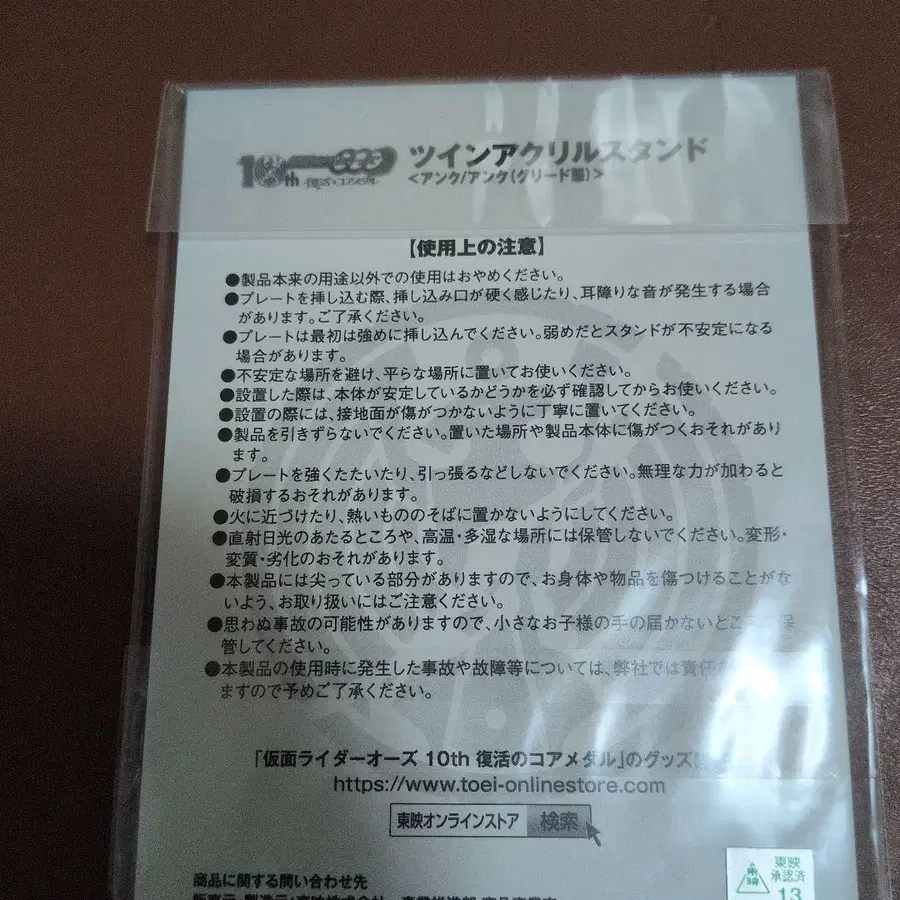 10th 復活のコアメダル ツインアクリルスタンド
<アンク/アンク(グリード態)>
【使用上の注意】
●製品本来の用途以外での使用はおやめください。
●プレートを挿し込む際、挿し込み口が硬く感じたり、耳障りな音が発生する場合
があります。ご了承ください。
●プレートは最初は強めに挿し込んでください。弱めだとスタンドが不安定になる
場合があります。
●不安定な場所を避け、平らな場所に置いてお使いください。
●設置した際は、本体が安定しているかどうかを必ず確認してからお使いください。
●設置の際には、接地面が傷がつかないように丁寧に置いてください。
●製品を引きずらないでください。置いた場所や製品本体に傷がつくおそれがあり
ます。
●プレートを強くたたいたり、引っ張るなどしないでください。無理な力が加わると
破損するおそれがあります。
●火に近づけたり、熱いもののそばに置かないようにしてください。
●直射日光のあたるところや、高温・多湿な場所には保管しないでください。変形・
変質・劣化のおそれがあります。
●本製品には尖っている部分がありますので、お身体や物品を傷つけることがな
いよう、お取り扱いにはご注意ください。
●思わぬ事故の可能性がありますので、小さなお子様の手の届かないところ 保
管してください。
●本製品の使用時に発生した事故や故障等については、弊社では責任
ますので予めご了承ください。
「仮面ライダーオーズ 10th 復活のコアメダル」のグッズ
https://www.toei-onlinestore.com
東映オンラインストア 検索
商品に関する問い合わせ先
東映
東映
承認済
13